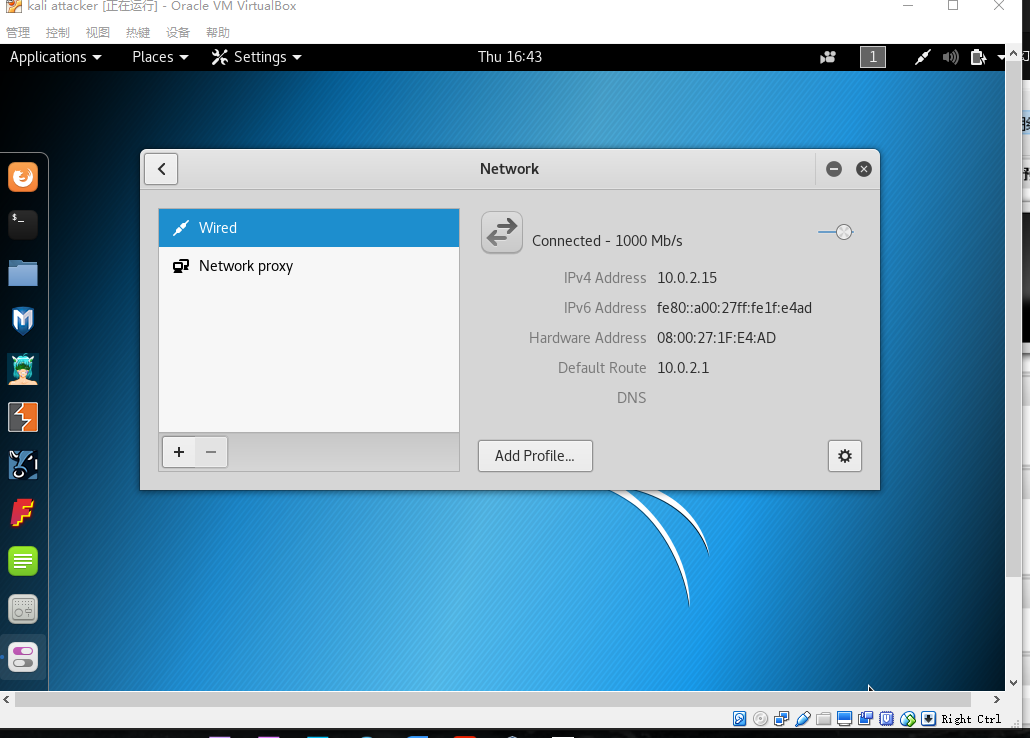 kali attacker [正在运行] - Oracle VM VirtualBox
管理 控制 视图 热键 设备 帮助
Applications Places Settings Thu 16:43 1
Network
Wired
Network proxy
Connected - 1000 Mb/s
IPv4 Address 10.0.2.15
IPv6 Address fe80::a00:27ff:fe1f:e4ad
Hardware Address 08:00:27:1F:E4:AD
Default Route 10.0.2.1
DNS
Add Profile...
Right Ctrl